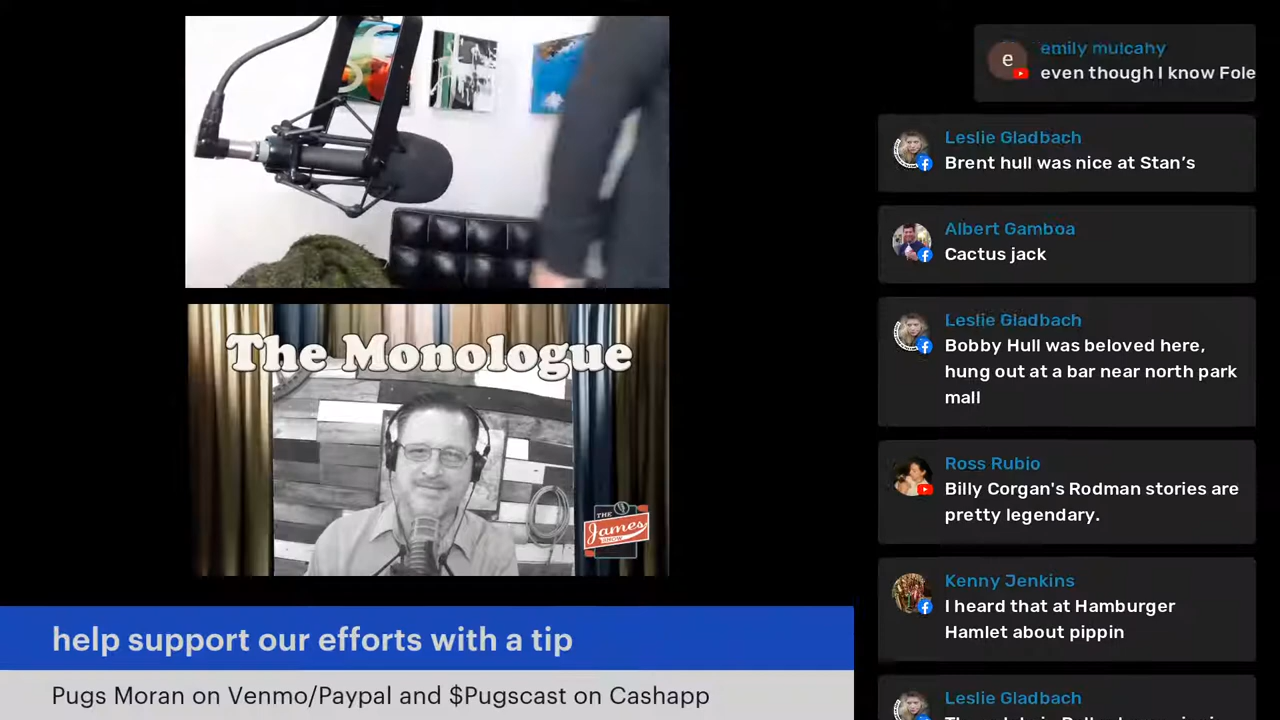 emily mulcahy
even though I know Fole
Leslie Gladbach
Brent hull was nice at Stan’s
Albert Gamboa
Cactus jack
Leslie Gladbach
Bobby Hull was beloved here,
hung out at a bar near north park
mall
Ross Rubio
Billy Corgan's Rodman stories are
pretty legendary.
Kenny Jenkins
I heard that at Hamburger
Hamlet about pippin
Leslie Gladbach
The Monologue
THE
James
SHOW
help support our efforts with a tip
Pugs Moran on Venmo/Paypal and $Pugscast on Cashapp
e